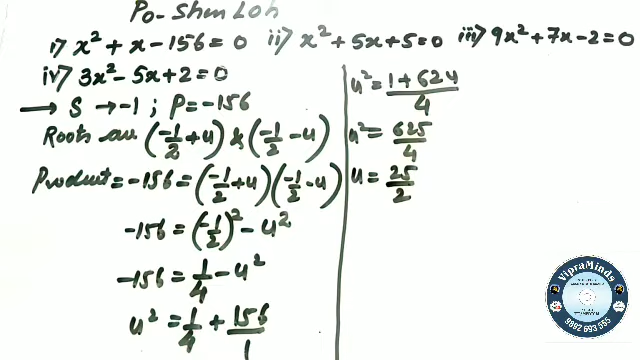 Po-Shen Loh
i> x² + x - 156 = 0 ii> x² + 5x + 5 = 0 iii> 9x² + 7x - 2 = 0
iv> 3x² - 5x + 2 = 0
→ S → -1 ; P = -156
Roots are (-1/2 + u) & (-1/2 - u)
Product = -156 = (-1/2 + u)(-1/2 - u)
-156 = (-1/2)² - u²
-156 = 1/4 - u²
u² = 1/4 + 156/1
u² = 1 + 624/4
u² = 625/4
u = 25/2
VipraMinds
9892 693 595